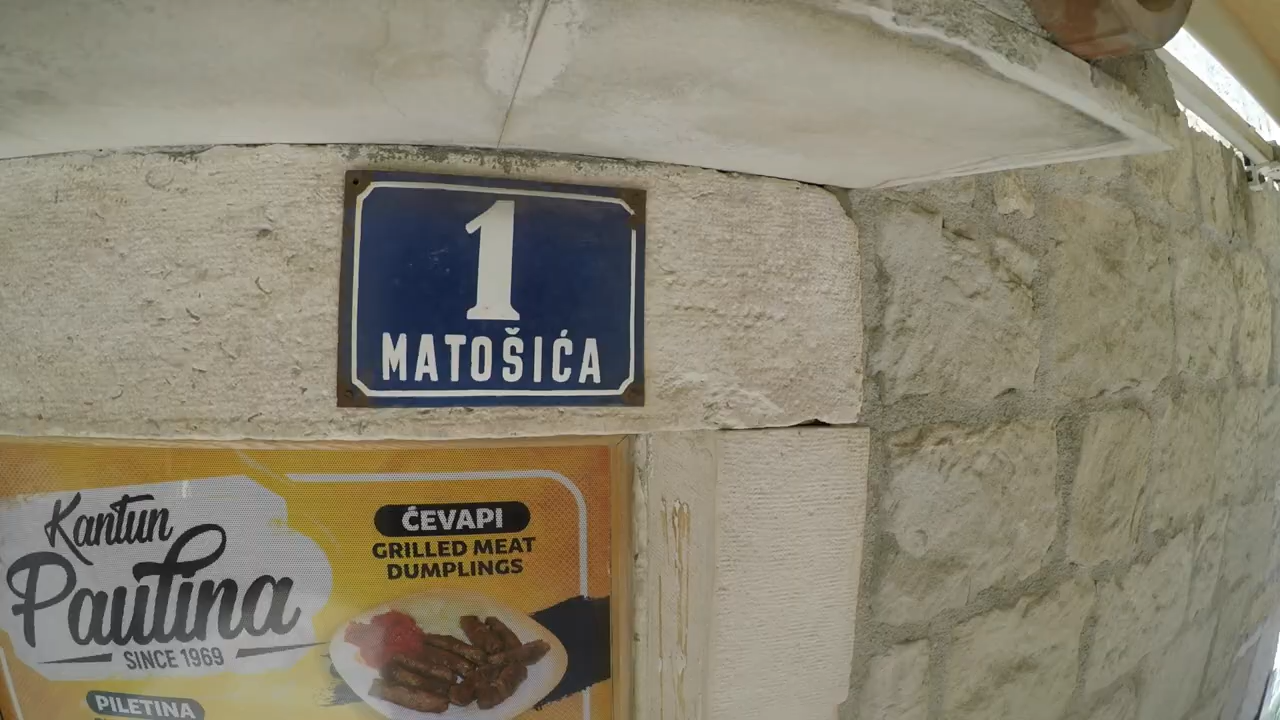 1
MATOŠIĆA
Kantun
Paulina
SINCE 1969
ĆEVAPI
GRILLED MEAT
DUMPLINGS
PILETINA